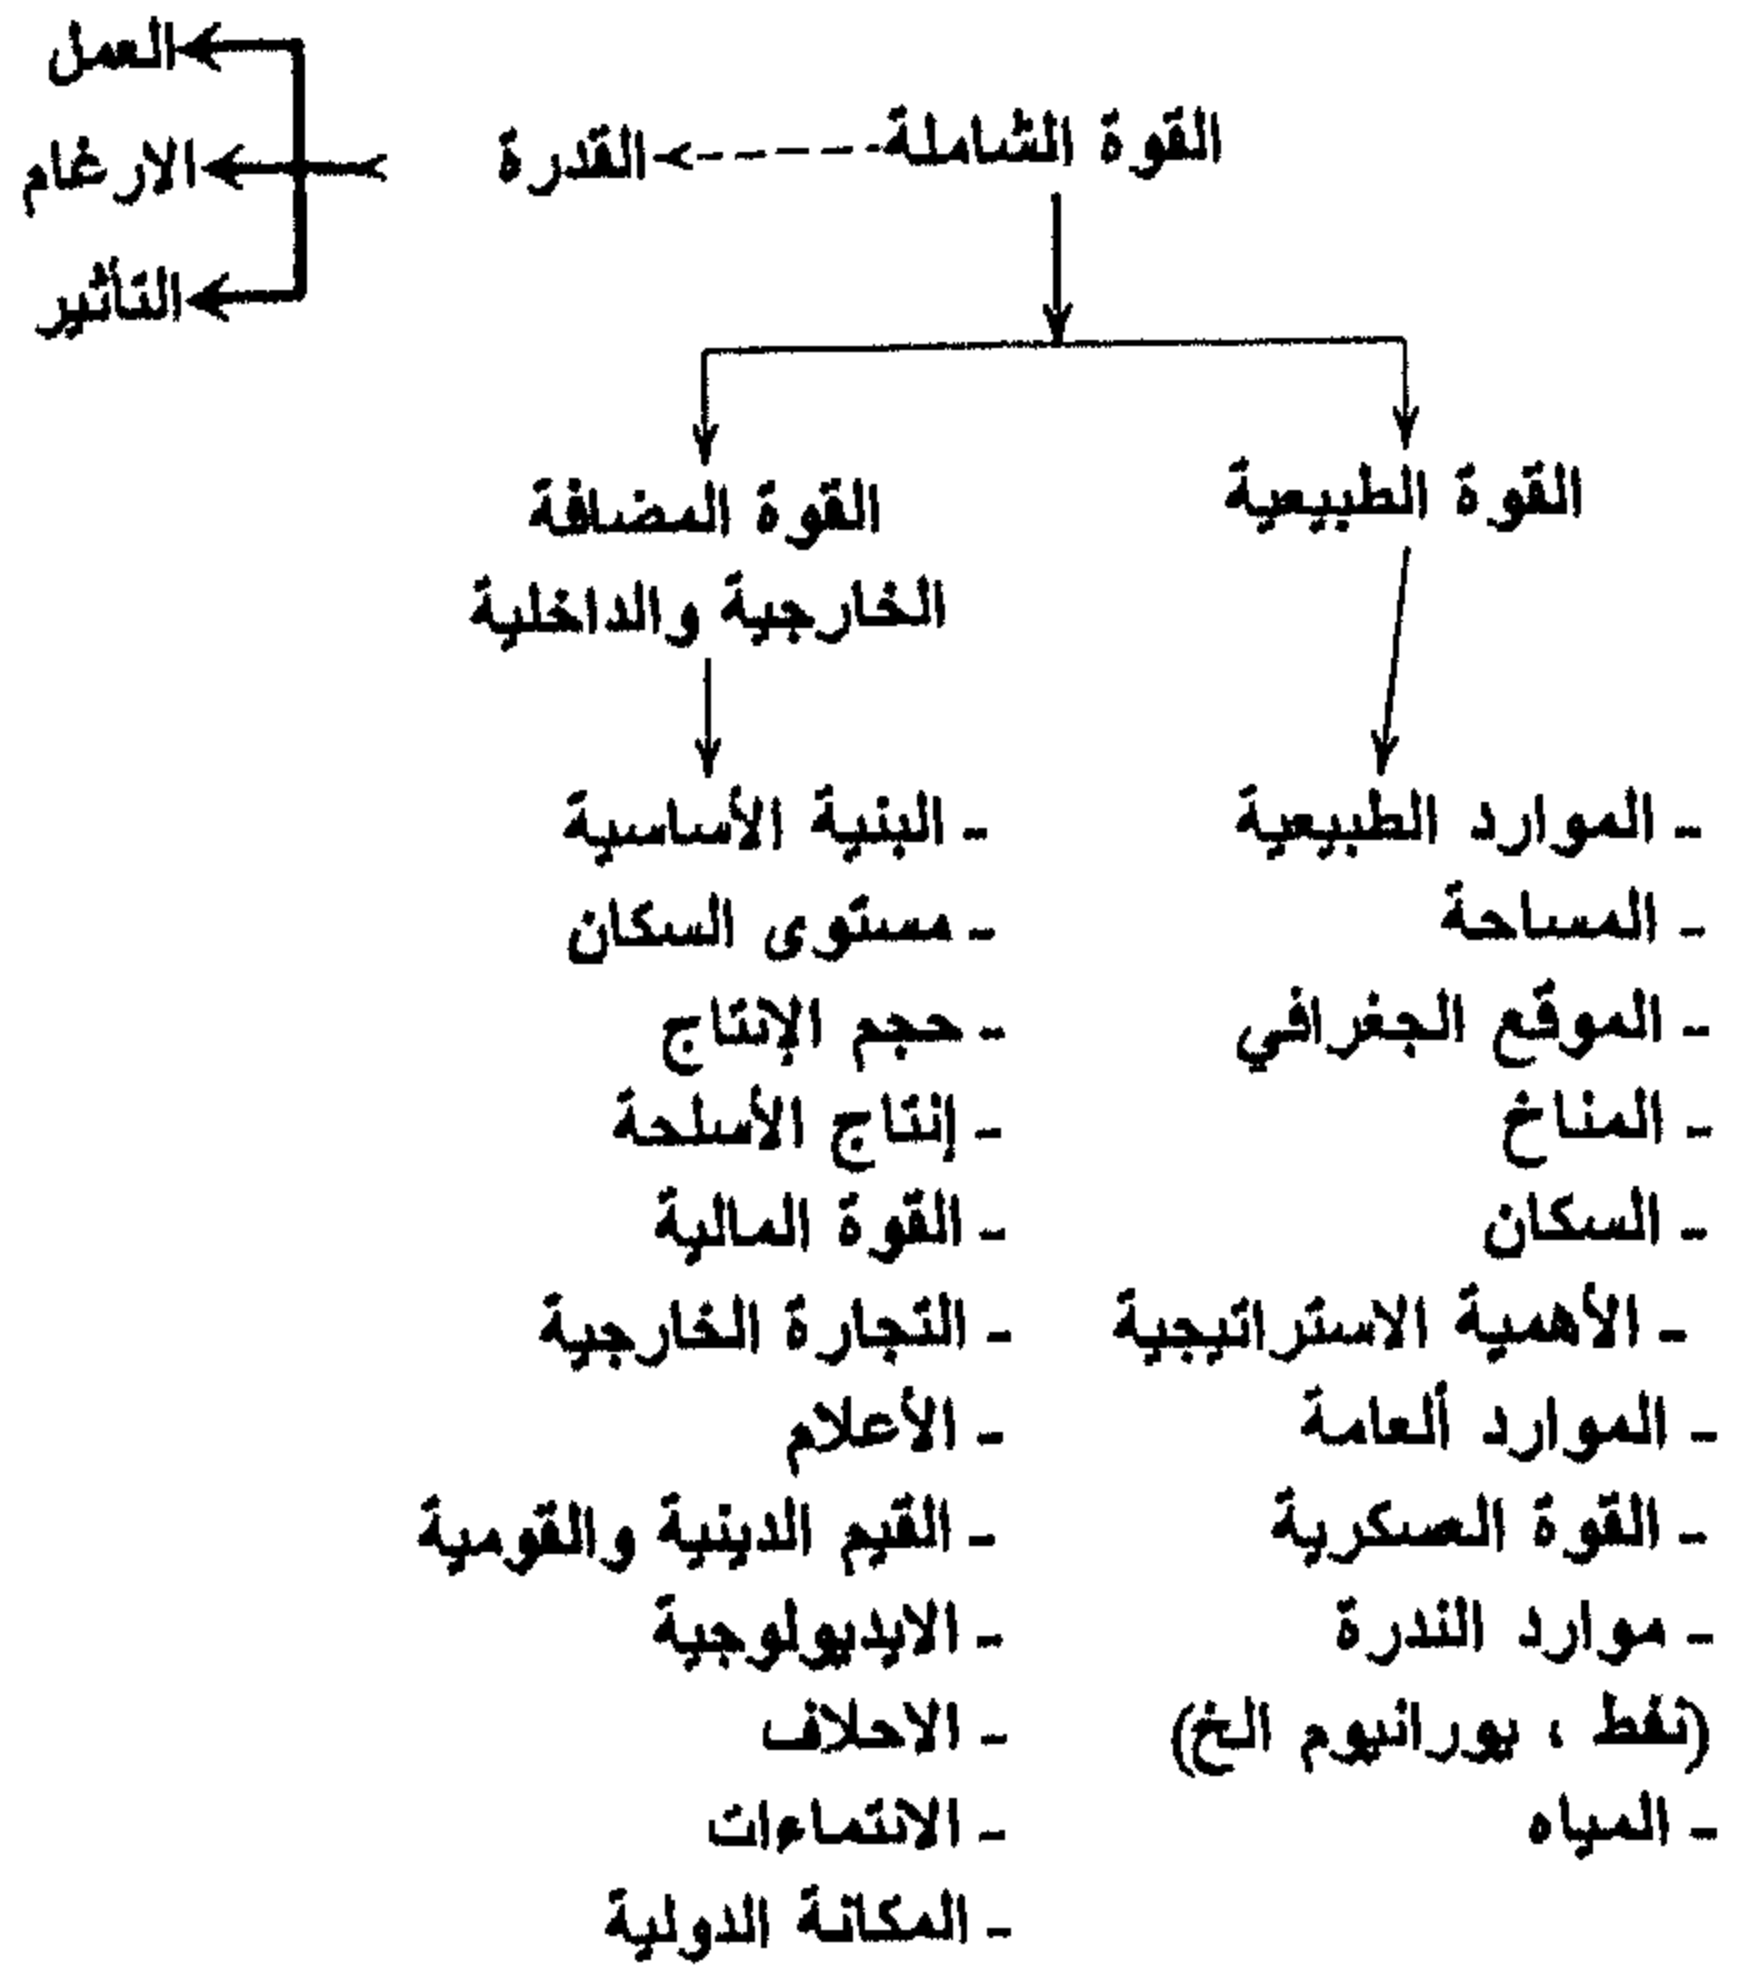 القوة الشاملة
القدرة
العمل
الارغام
التأثير
القوة الطبيعية
- الموارد الطبيعية
- المساحة
- الموقع الجغرافي
- المناخ
- السكان
- الأهمية الاستراتيجية
- الموارد ألعامة
- القوة العسكرية
- موارد الندرة
(نفط ، يورانيوم الخ)
- المياه
القوة المضافة
الخارجية والداخلية
- البنية الأساسية
- مستوى السكان
- حجم الإنتاج
- إنتاج الأسلحة
- القوة المالية
- التجارة الخارجية
- الأعلام
- القيم الدينية والقومية
- الايديولوجية
- الاحلاف
- الانتماءات
- المكانة الدولية